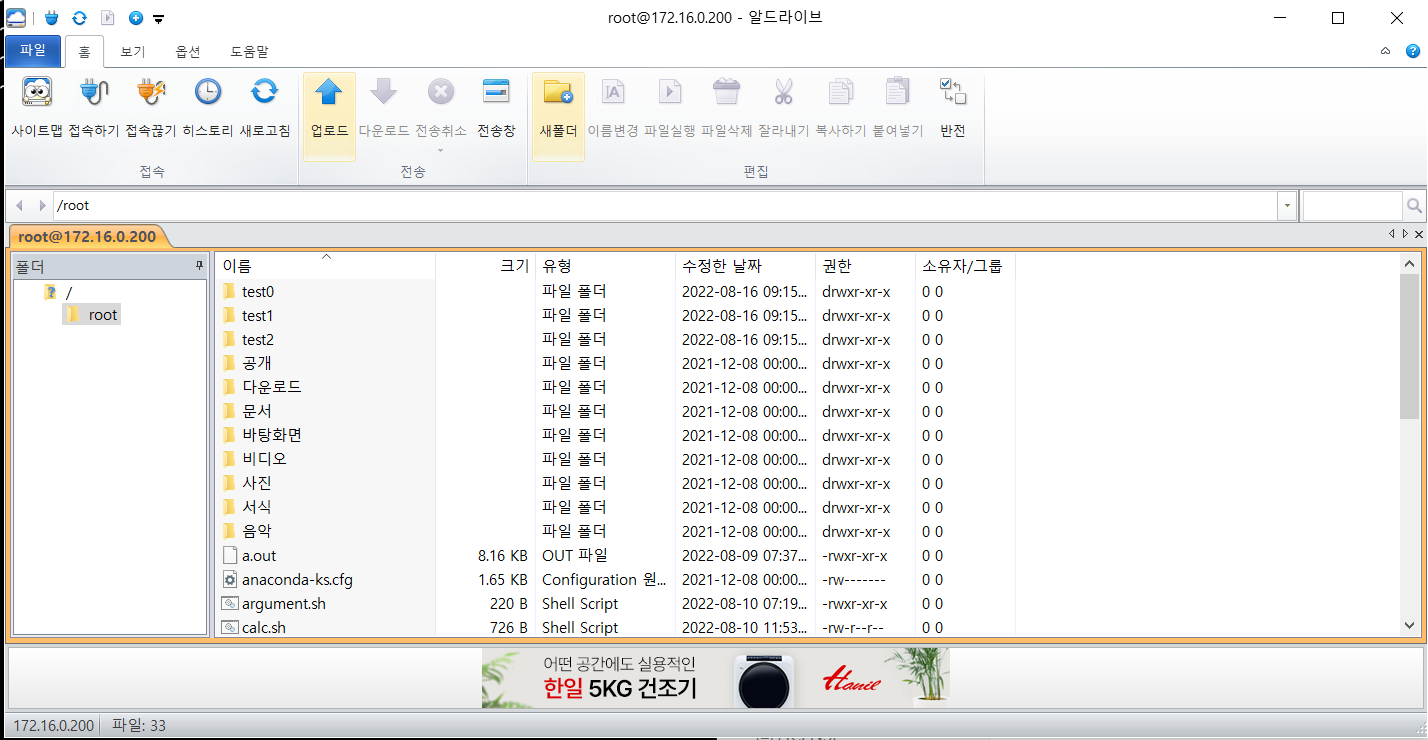 root@172.16.0.200 - 알드라이브
파일 홈 보기 옵션 도움말
사이트맵 접속하기 접속끊기 히스토리 새로고침 업로드 다운로드 전송취소 전송창 새폴더 이름변경 파일실행 파일삭제 잘라내기 복사하기 붙여넣기 반전
접속 전송 편집
/root
root@172.16.0.200
폴더
/
root
이름 크기 유형 수정한 날짜 권한 소유자/그룹
test0 파일 폴더 2022-08-16 09:15... drwxr-xr-x 0 0
test1 파일 폴더 2022-08-16 09:15... drwxr-xr-x 0 0
test2 파일 폴더 2022-08-16 09:15... drwxr-xr-x 0 0
공개 파일 폴더 2021-12-08 00:00... drwxr-xr-x 0 0
다운로드 파일 폴더 2021-12-08 00:00... drwxr-xr-x 0 0
문서 파일 폴더 2021-12-08 00:00... drwxr-xr-x 0 0
바탕화면 파일 폴더 2021-12-08 00:00... drwxr-xr-x 0 0
비디오 파일 폴더 2021-12-08 00:00... drwxr-xr-x 0 0
사진 파일 폴더 2021-12-08 00:00... drwxr-xr-x 0 0
서식 파일 폴더 2021-12-08 00:00... drwxr-xr-x 0 0
음악 파일 폴더 2021-12-08 00:00... drwxr-xr-x 0 0
a.out 8.16 KB OUT 파일 2022-08-09 07:37... -rwxr-xr-x 0 0
anaconda-ks.cfg 1.65 KB Configuration 원... 2021-12-08 00:00... -rw------- 0 0
argument.sh 220 B Shell Script 2022-08-10 07:19... -rwxr-xr-x 0 0
calc.sh 726 B Shell Script 2022-08-10 11:53... -rw-r--r-- 0 0
어떤 공간에도 실용적인
한일 5KG 건조기
Hanil
172.16.0.200 파일: 33